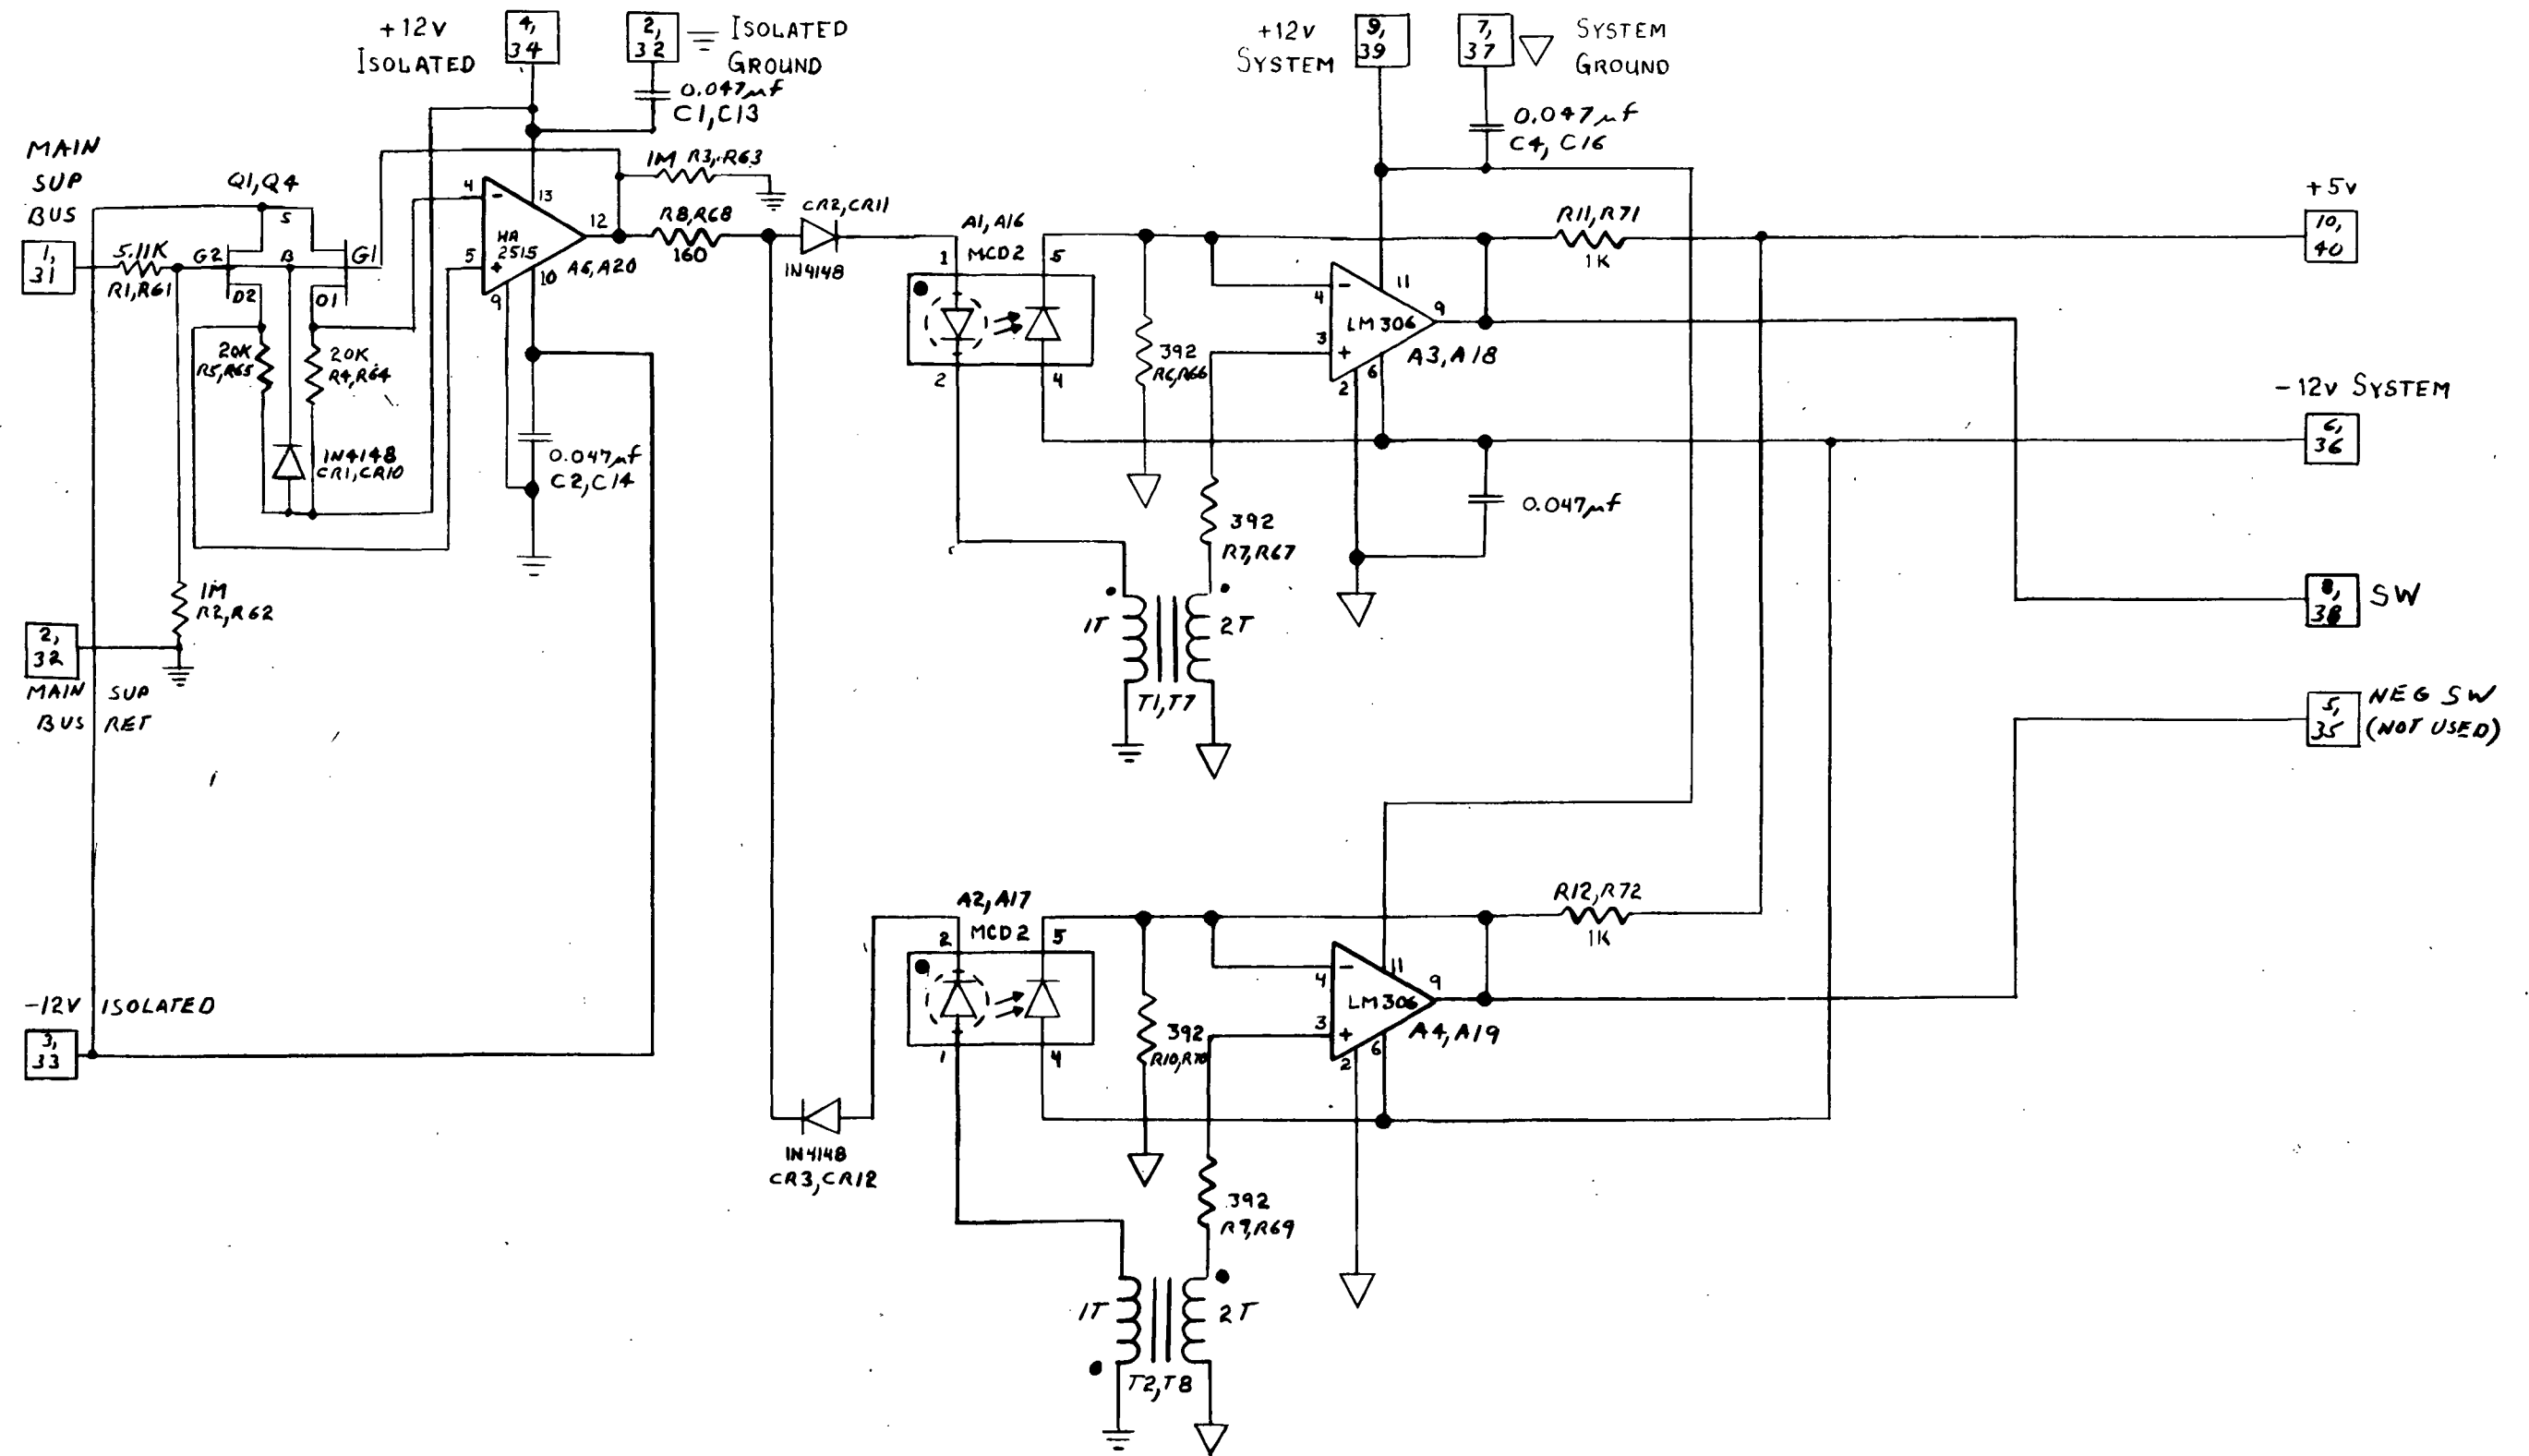 +12V
ISOLATED
4,
34
2,
32
ISOLATED
GROUND
0.047μf
C1, C13
+12V
SYSTEM
9,
39
7,
37
SYSTEM
GROUND
0.047μf
C4, C16
MAIN
SUP
BUS
1,
31
5.11K
R1, R61
Q1, Q4
S
G2
B
G1
D2
D1
20K
R5, R65
20K
R4, R64
1N4148
CR1, CR10
1M
R2, R62
2,
32
MAIN SUP
BUS RET
-12V ISOLATED
3,
33
4
-
5
+
HA
2515
13
12
10
9
A6, A20
1M R3, R63
R8, R68
160
0.047μf
C2, C14
CR2, CR11
1N4148
A1, A16
MCD2
1
5
2
4
392
R6, R66
4
-
3
+
LM306
11
9
6
2
A3, A18
R11, R71
1K
392
R7, R67
0.047μf
1T
2T
T1, T7
+5V
10,
40
-12V SYSTEM
6,
36
8,
38
SW
5,
35
NEG SW
(NOT USED)
A2, A17
MCD2
2
5
1
4
1N4148
CR3, CR12
392
R10, R70
4
-
3
+
LM306
11
9
6
2
A4, A19
R12, R72
1K
392
R9, R69
1T
2T
T2, T8